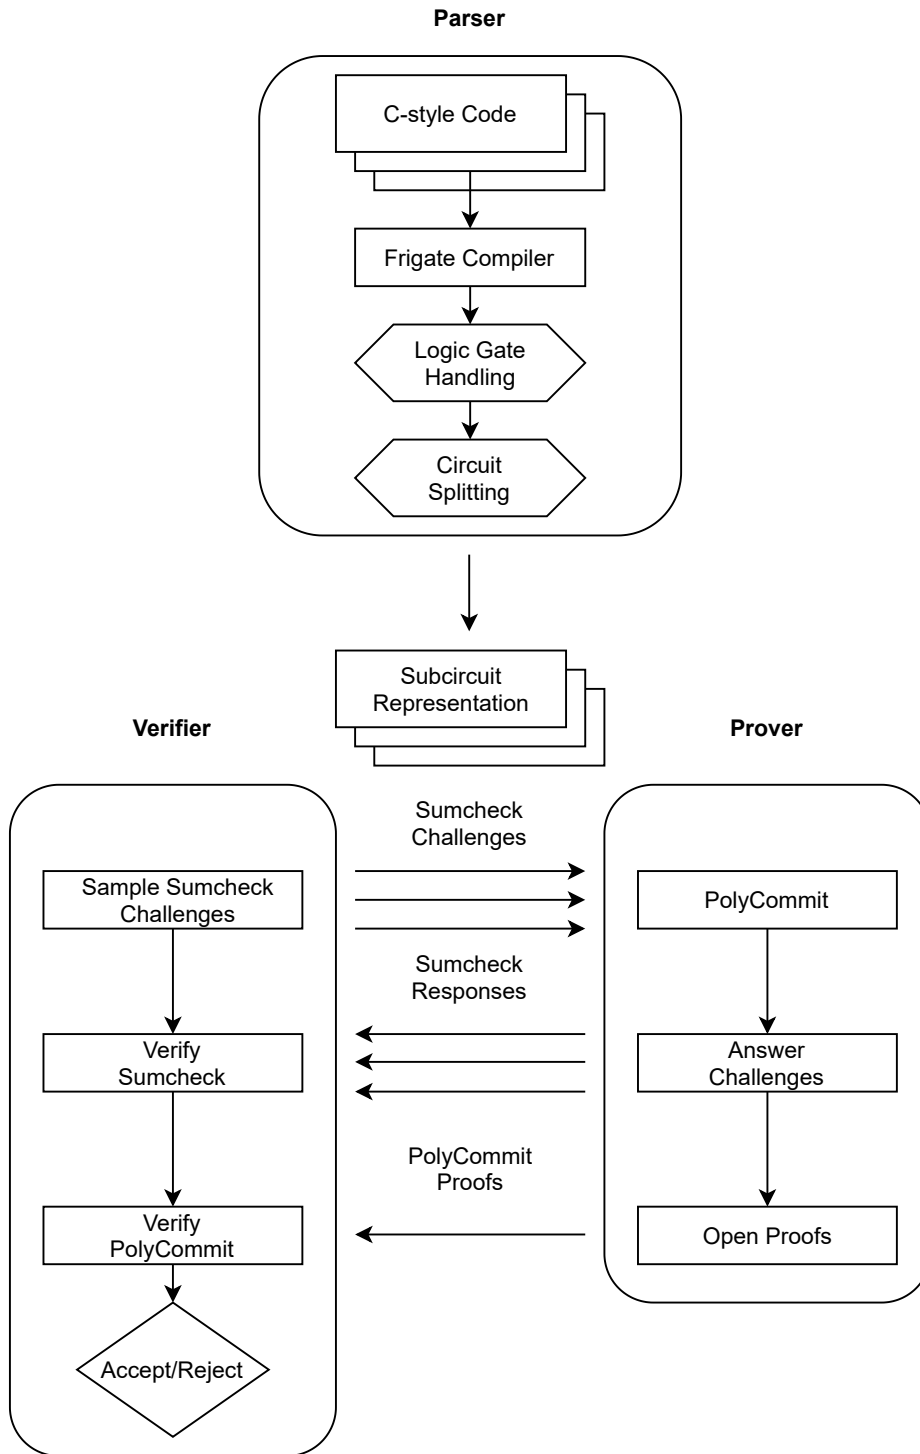 Parser
C-style Code
Frigate Compiler
Logic Gate
Handling
Circuit
Splitting
Subcircuit
Representation
Verifier
Prover
Sumcheck
Challenges
Sample Sumcheck
Challenges
PolyCommit
Sumcheck
Responses
Verify
Sumcheck
Answer
Challenges
PolyCommit
Proofs
Verify
PolyCommit
Open Proofs
Accept/Reject